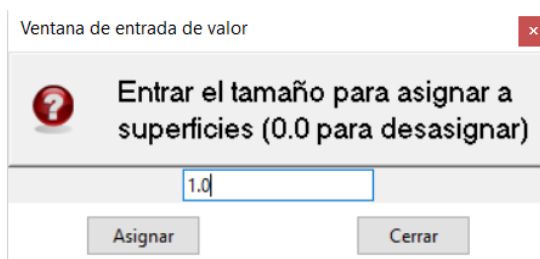 Ventana de entrada de valor
Entrar el tamaño para asignar a
superficies (0.0 para desasignar)
1.0
Asignar
Cerrar